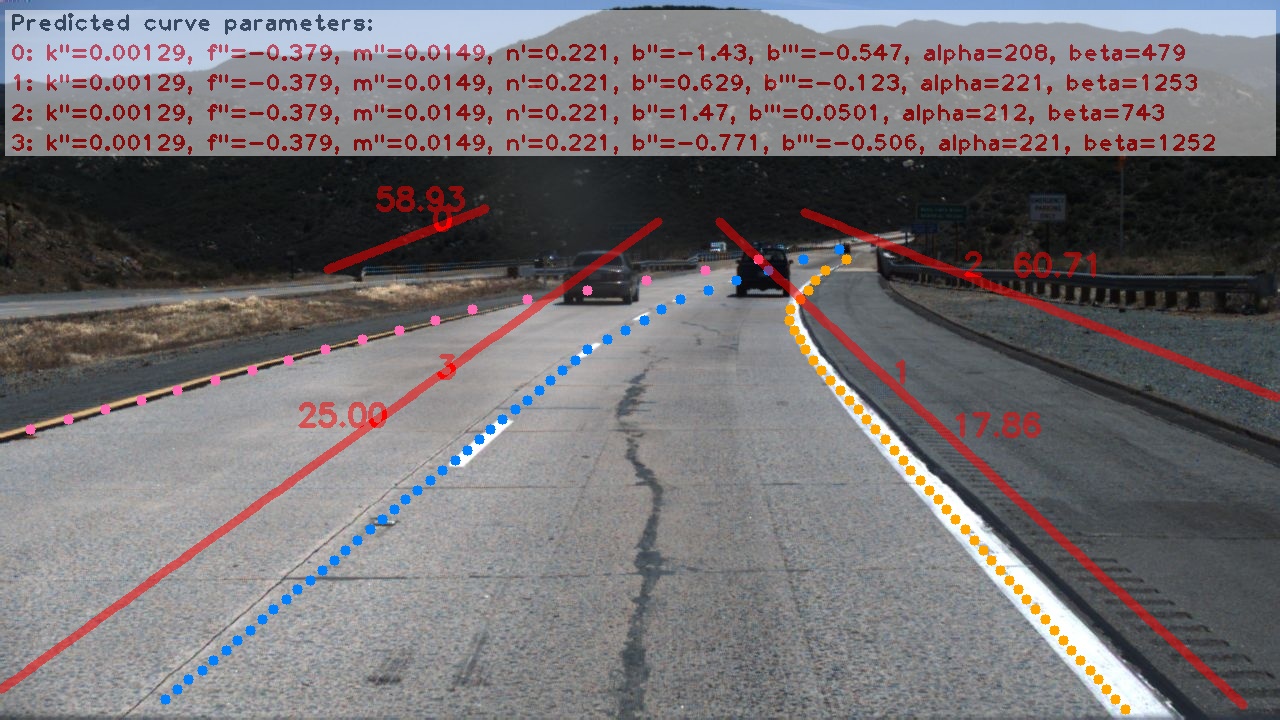 Predicted curve parameters:
0: k''=0.00129, f''=-0.379, m''=0.0149, n'=0.221, b''=-1.43, b'''=-0.547, alpha=208, beta=479
1: k''=0.00129, f''=-0.379, m''=0.0149, n'=0.221, b''=0.629, b'''=-0.123, alpha=221, beta=1253
2: k''=0.00129, f''=-0.379, m''=0.0149, n'=0.221, b''=1.47, b'''=0.0501, alpha=212, beta=743
3: k''=0.00129, f''=-0.379, m''=0.0149, n'=0.221, b''=-0.771, b'''=-0.506, alpha=221, beta=1252
58.93
0
EMERGENCY
PARKING
ONLY
2 60.71
3
1
25.00
17.86